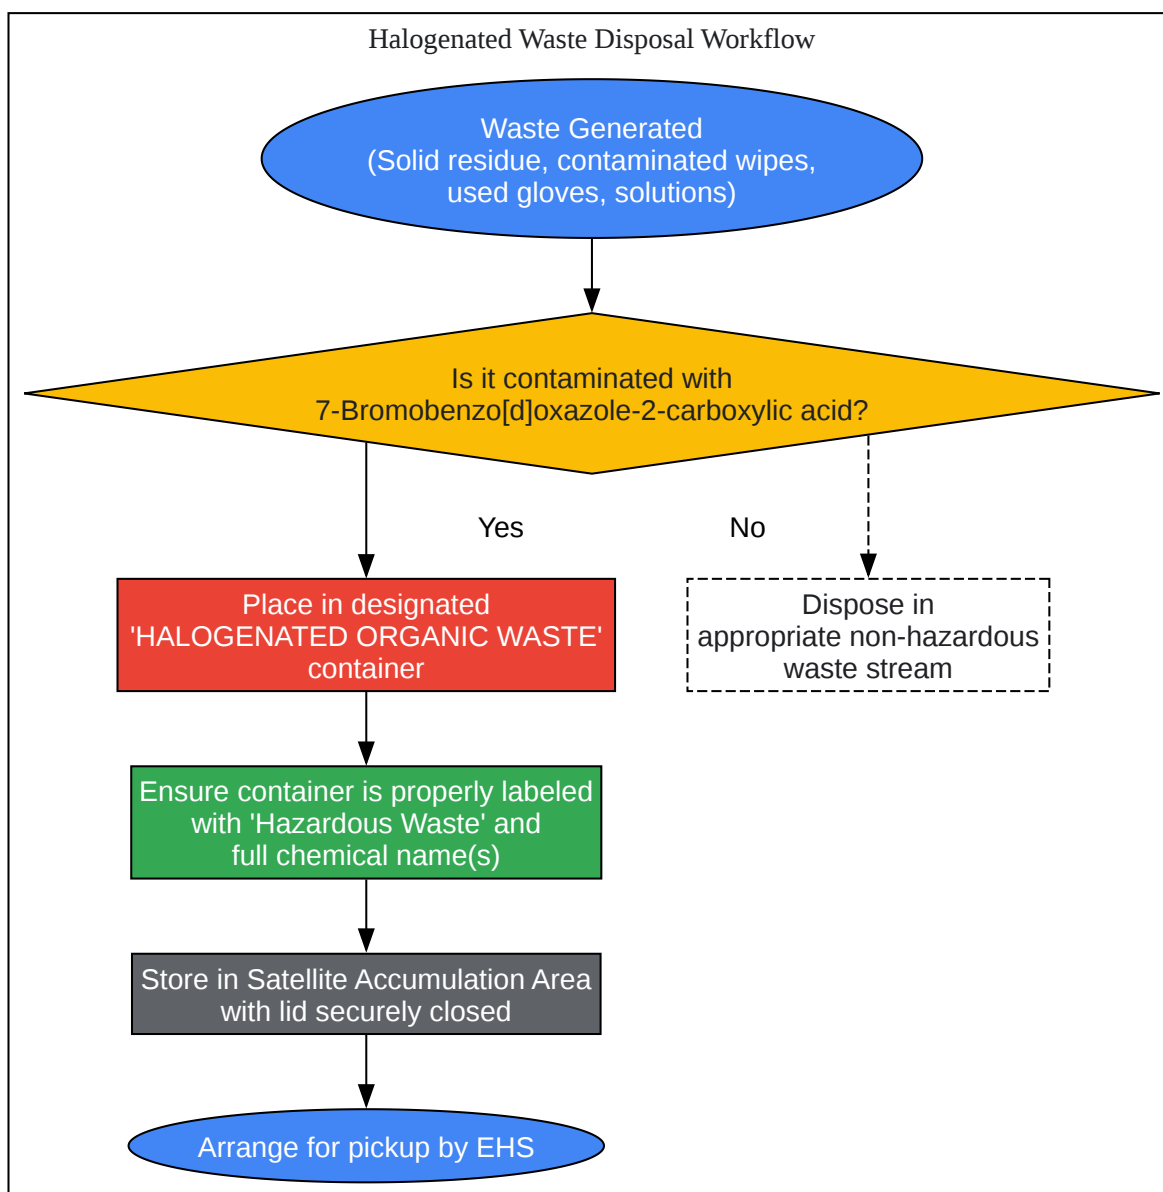 Halogenated Waste Disposal Workflow
Waste Generated
(Solid residue, contaminated wipes,
used gloves, solutions)
Is it contaminated with
7-Bromobenzo[d]oxazole-2-carboxylic acid?
Yes
No
Place in designated
'HALOGENATED ORGANIC WASTE'
container
Dispose in
appropriate non-hazardous
waste stream
Ensure container is properly labeled
with 'Hazardous Waste' and
full chemical name(s)
Store in Satellite Accumulation Area
with lid securely closed
Arrange for pickup by EHS